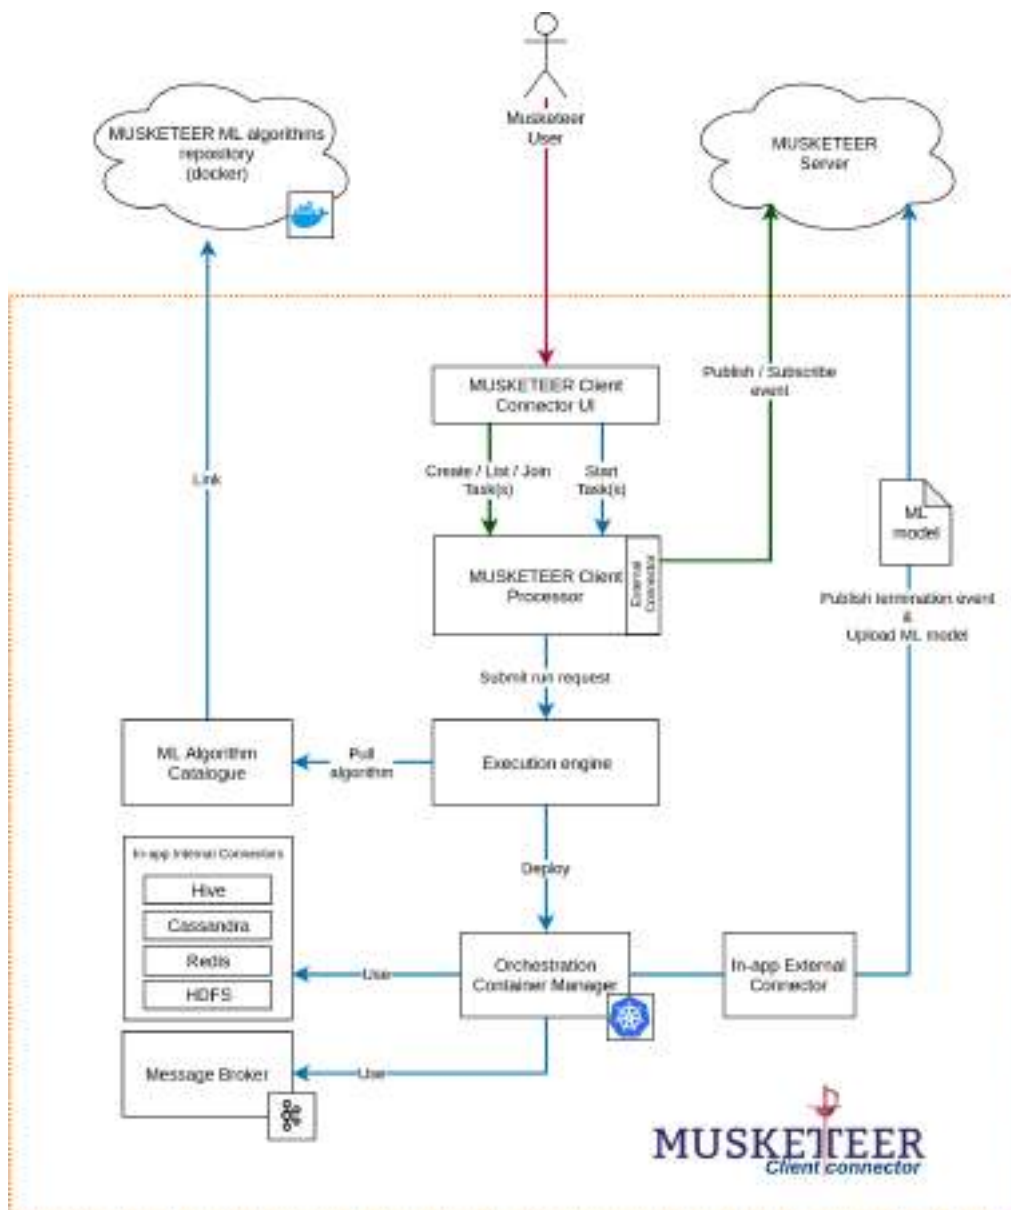 Musketeer
User
MUSKETEER ML algorithms
repository
(docker)
MUSKETEER
Server
MUSKETEER Client
Connector UI
Publish / Subscribe
event
Create / List / Join
Task(s)
Start
Task(s)
Link
ML
model
MUSKETEER Client
Processor
External
Connector
Publish termination event
&
Upload ML model
Submit run request
ML Algorithm
Catalogue
Pull
algorithm
Execution engine
In-app Internal Connectors
Hive
Cassandra
Redis
HDFS
Deploy
Use
Orchestration
Container Manager
In-app External
Connector
Message Broker
Use
MUSKETEER
Client connector